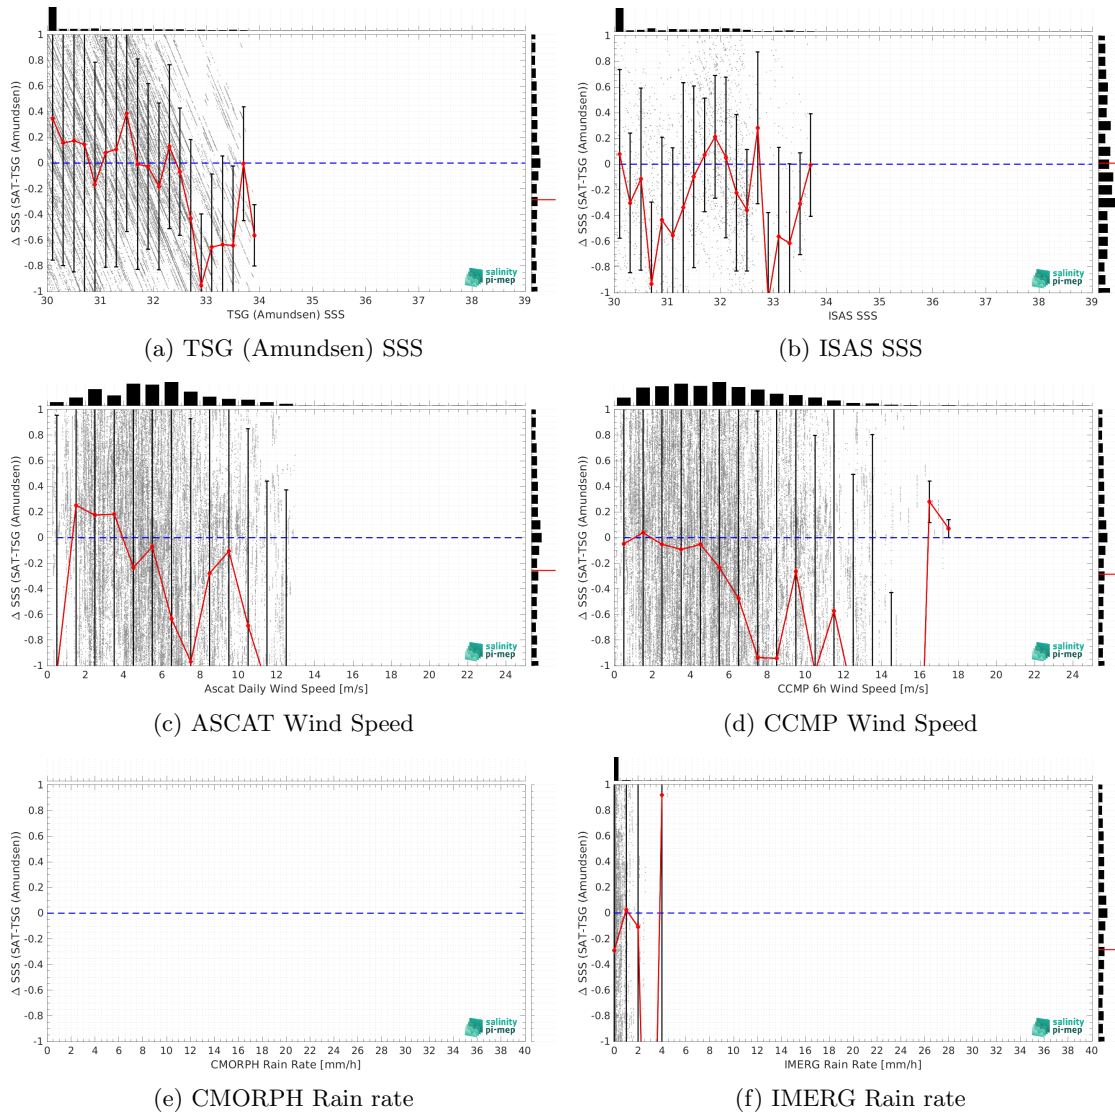 1
0.8
0.6
0.4
0.2
0
-0.2
-0.4
-0.6
-0.8
-1
Δ SSS (SAT-TSG (Amundsen))
30 31 32 33 34 35 36 37 38 39
TSG (Amundsen) SSS
salinity
pi-mep
(a) TSG (Amundsen) SSS
1
0.8
0.6
0.4
0.2
0
-0.2
-0.4
-0.6
-0.8
-1
Δ SSS (SAT-TSG (Amundsen))
30 31 32 33 34 35 36 37 38 39
ISAS SSS
salinity
pi-mep
(b) ISAS SSS
1
0.8
0.6
0.4
0.2
0
-0.2
-0.4
-0.6
-0.8
-1
Δ SSS (SAT-TSG (Amundsen))
0 2 4 6 8 10 12 14 16 18 20 22 24
Ascat Daily Wind Speed [m/s]
salinity
pi-mep
(c) ASCAT Wind Speed
1
0.8
0.6
0.4
0.2
0
-0.2
-0.4
-0.6
-0.8
-1
Δ SSS (SAT-TSG (Amundsen))
0 2 4 6 8 10 12 14 16 18 20 22 24
CCMP 6h Wind Speed [m/s]
salinity
pi-mep
(d) CCMP Wind Speed
1
0.8
0.6
0.4
0.2
0
-0.2
-0.4
-0.6
-0.8
-1
Δ SSS (SAT-TSG (Amundsen))
0 2 4 6 8 10 12 14 16 18 20 22 24 26 28 30 32 34 36 38 40
CMORPH Rain Rate [mm/h]
salinity
pi-mep
(e) CMORPH Rain rate
1
0.8
0.6
0.4
0.2
0
-0.2
-0.4
-0.6
-0.8
-1
Δ SSS (SAT-TSG (Amundsen))
0 2 4 6 8 10 12 14 16 18 20 22 24 26 28 30 32 34 36 38 40
IMERG Rain Rate [mm/h]
salinity
pi-mep
(f) IMERG Rain rate